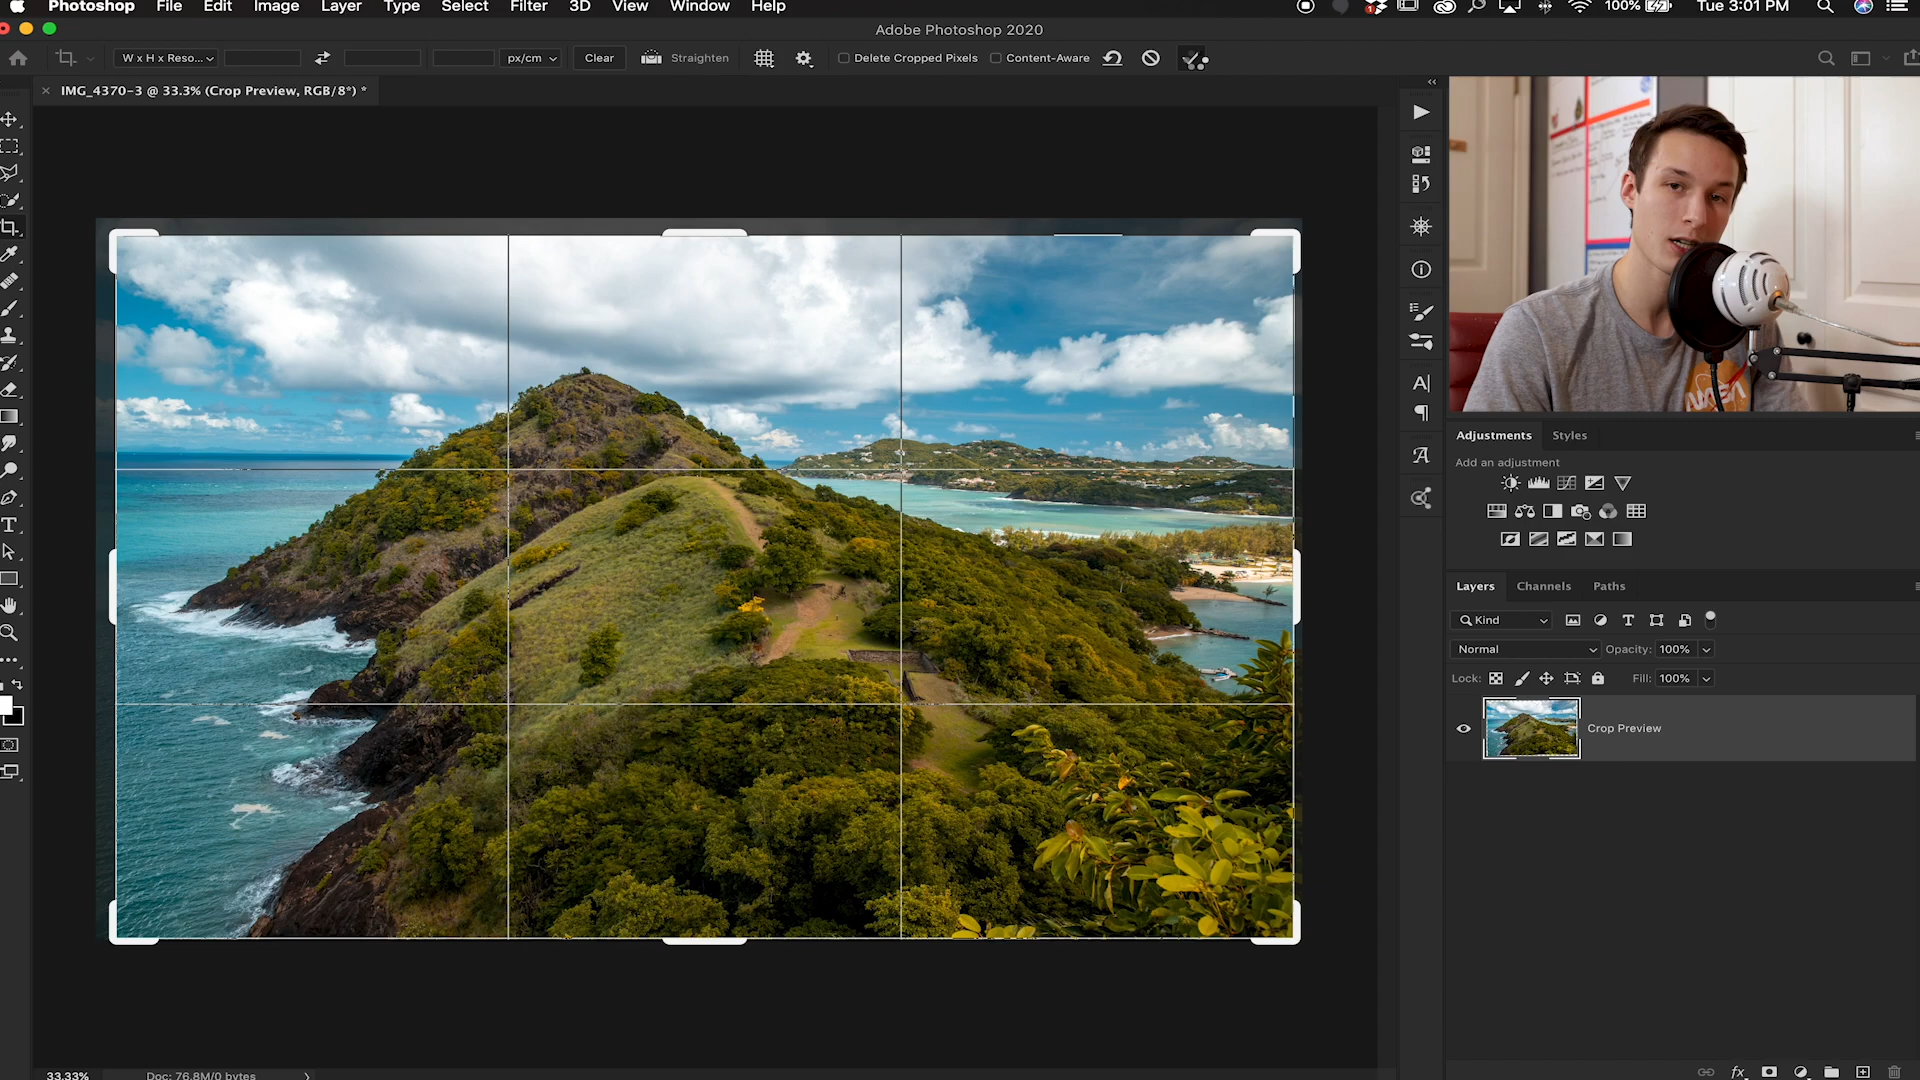 Photoshop File Edit Image Layer Type Select Filter 3D View Window Help 1 100% Tue 3:01 PM
Adobe Photoshop 2020
W x H x Reso... px/cm Clear Straighten Delete Cropped Pixels Content-Aware
× IMG_4370-3 @ 33.3% (Crop Preview, RGB/8*) *
NASA
Adjustments Styles
Add an adjustment
Layers Channels Paths
Kind
Normal Opacity: 100%
Lock: Fill: 100%
Crop Preview
33.33% Doc: 76.8M/0 bytes
fx